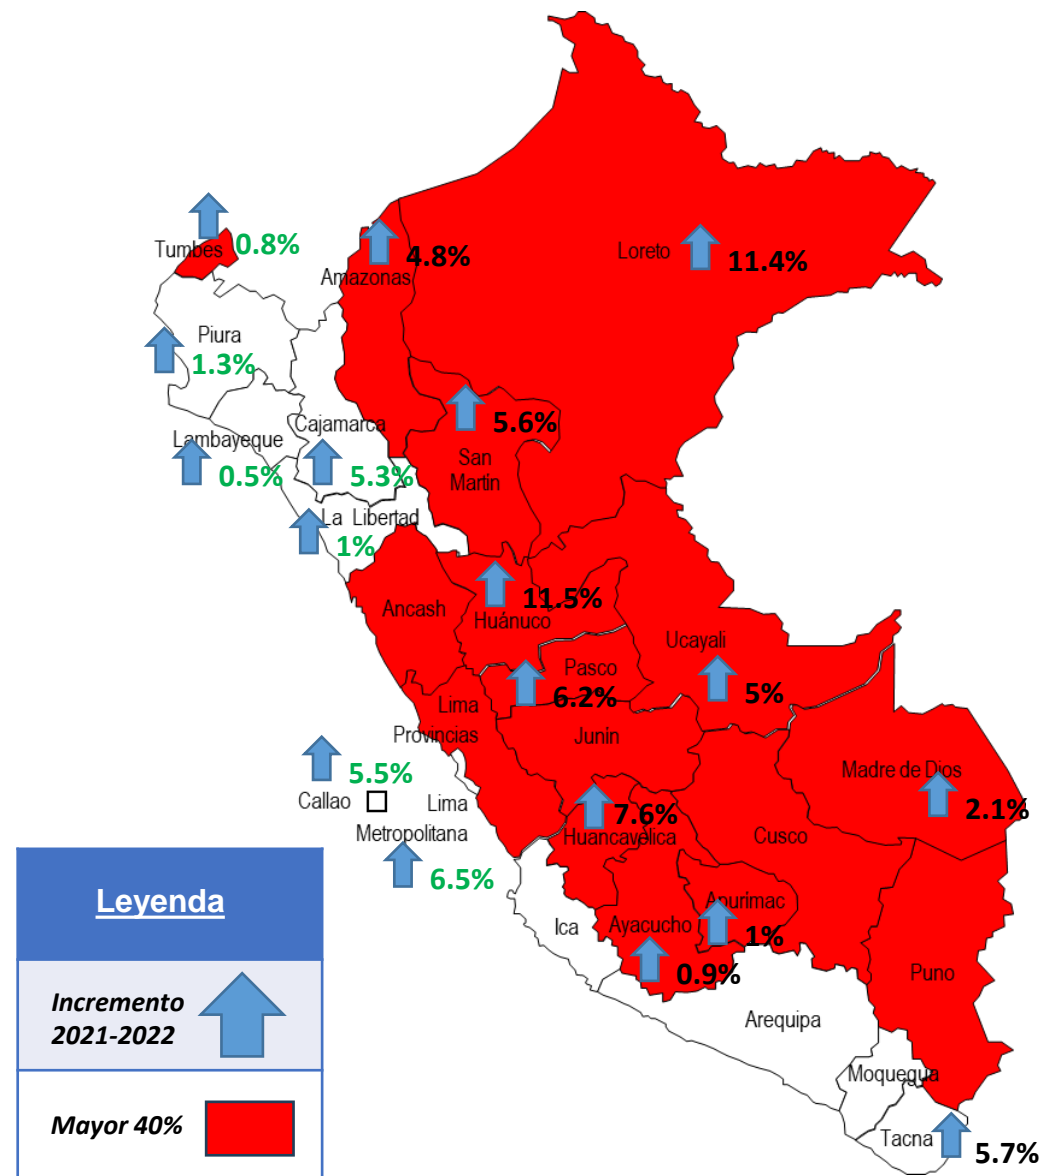 Tumbes
0.8%
Amazonas
4.8%
Loreto
11.4%
Piura
1.3%
Cajamarca
5.3%
Lambayeque
0.5%
San
Martín
5.6%
La Libertad
1%
Ancash
Huánuco
11.5%
Ucayali
5%
Pasco
6.2%
Lima
Provincias
Junín
Callao
5.5%
Lima
Metropolitana
6.5%
Madre de Dios
2.1%
Huancavelica
7.6%
Cusco
Apurimac
1%
Ica
Ayacucho
0.9%
Puno
Arequipa
Moquegua
Tacna
5.7%
Leyenda
Incremento
2021-2022
Mayor 40%